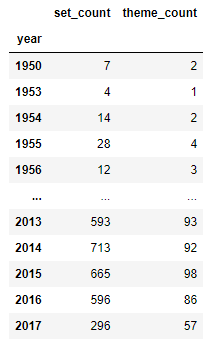 set_count theme_count
year
1950 7 2
1953 4 1
1954 14 2
1955 28 4
1956 12 3
... ... ...
2013 593 93
2014 713 92
2015 665 98
2016 596 86
2017 296 57